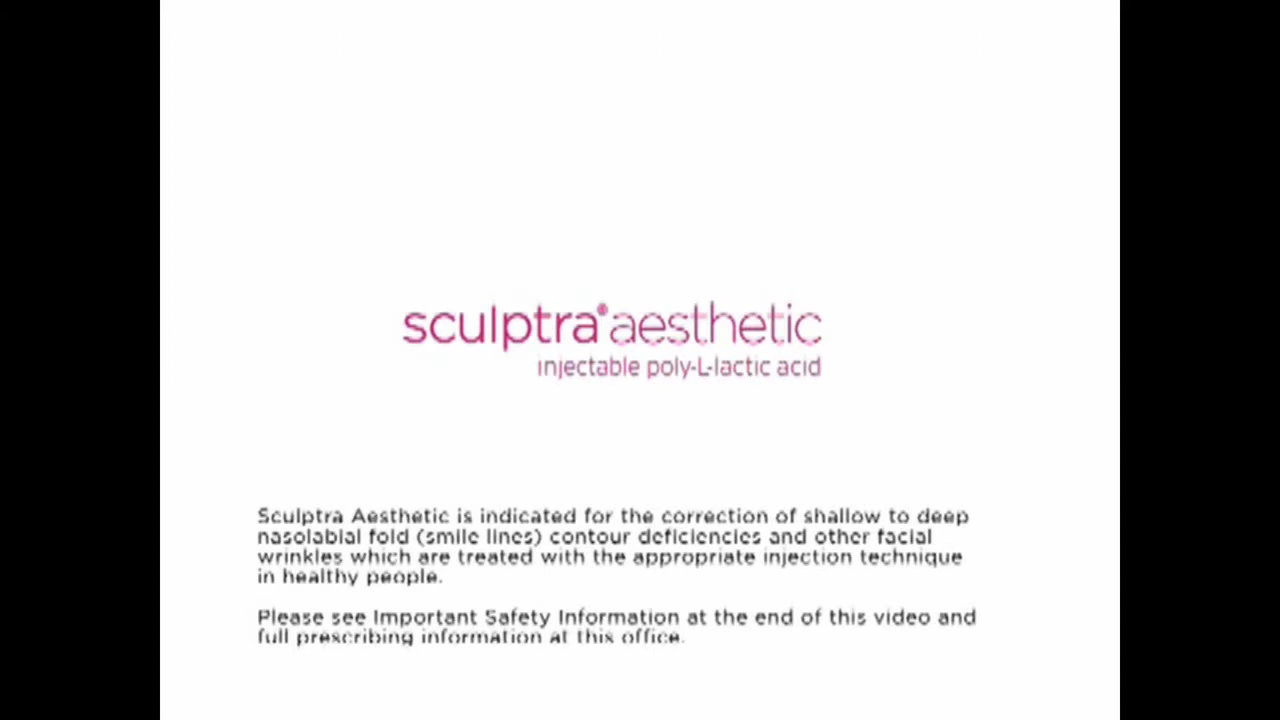 sculptra® aesthetic
injectable poly-L-lactic acid
Sculptra Aesthetic is indicated for the correction of shallow to deep
nasolabial fold (smile lines) contour deficiencies and other facial
wrinkles which are treated with the appropriate injection technique
in healthy people.
Please see Important Safety Information at the end of this video and
full prescribing information at this office.